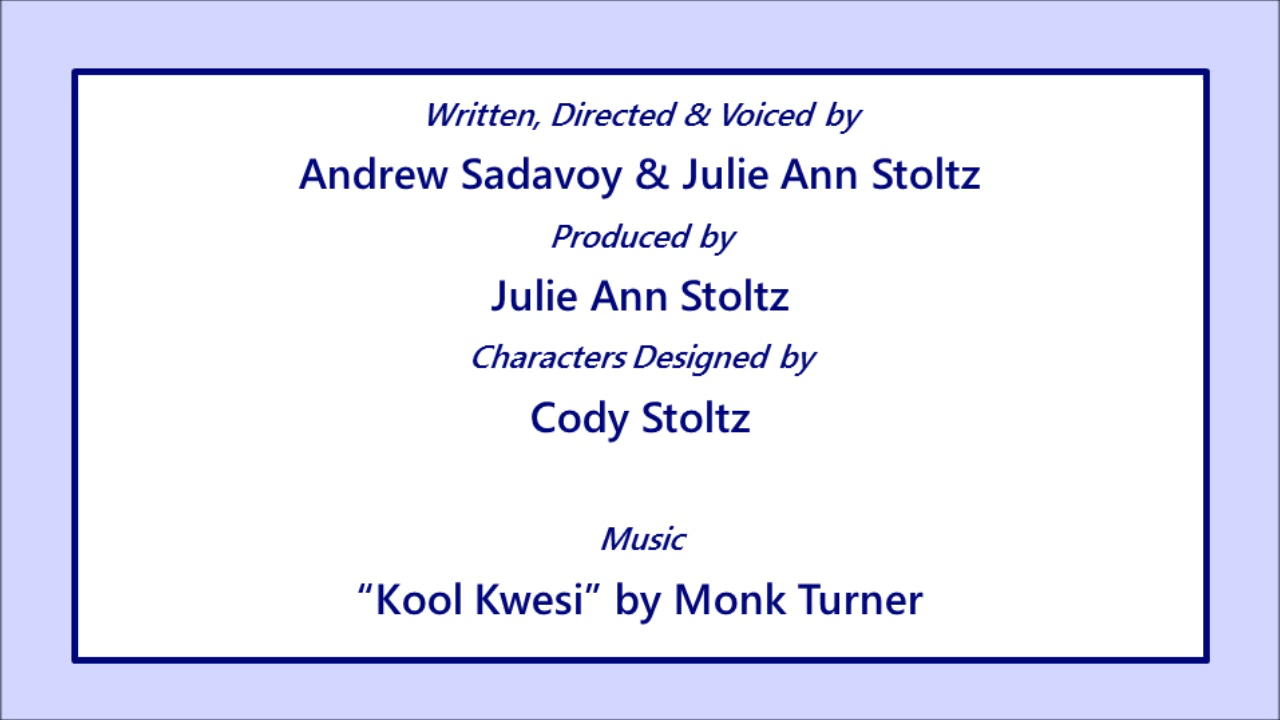 Written, Directed & Voiced by
Andrew Sadavoy & Julie Ann Stoltz
Produced by
Julie Ann Stoltz
Characters Designed by
Cody Stoltz
Music
“Kool Kwesi” by Monk Turner